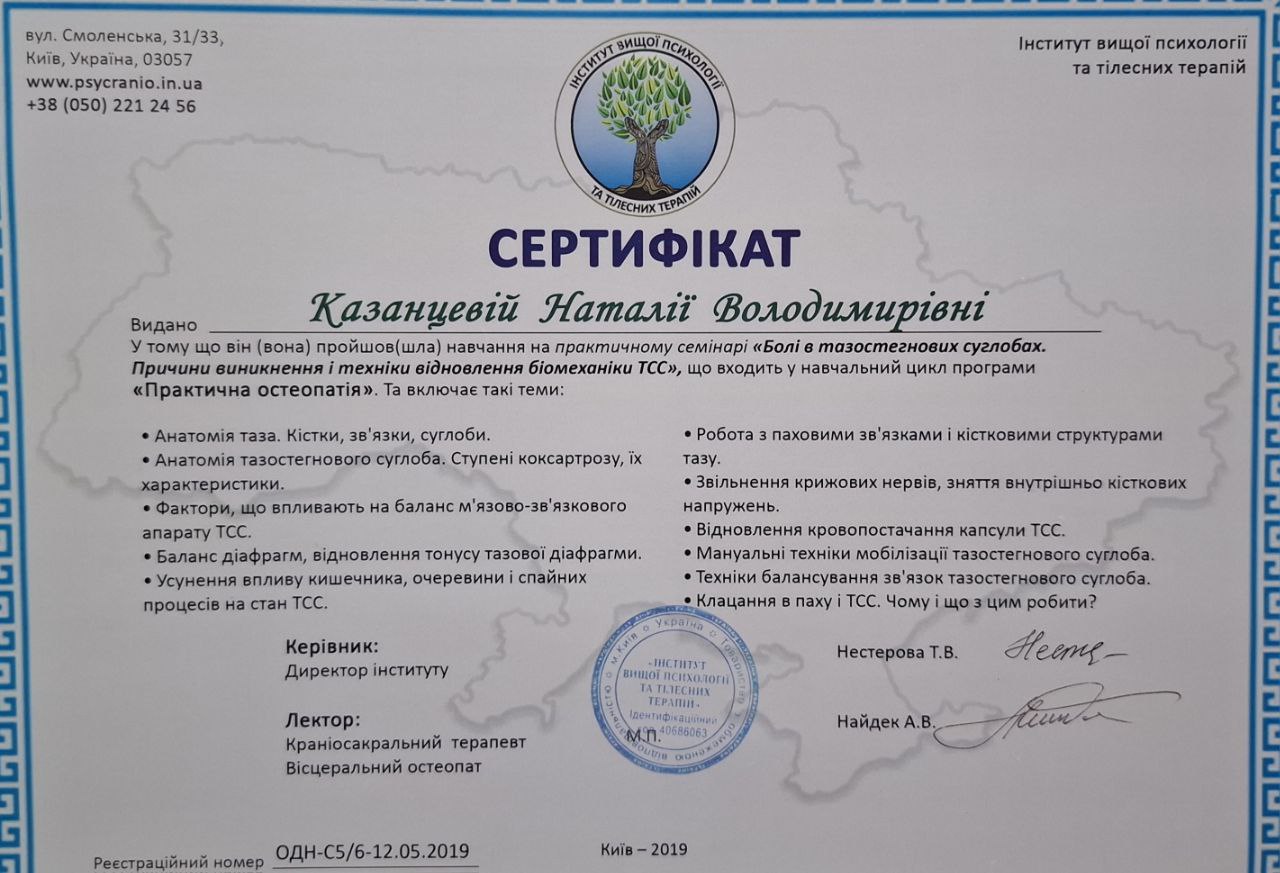 вул. Смоленська, 31/33,
Київ, Україна, 03057
www.psycranio.in.ua
+38 (050) 221 24 56
Інститут вищої психології
та тілесних терапій
ІНСТИТУТ ВИЩОЇ ПСИХОЛОГІЇ
ТА ТІЛЕСНИХ ТЕРАПІЙ
СЕРТИФІКАТ
Видано Казанцевій Наталії Володимирівні
У тому що він (вона) пройшов(шла) навчання на практичному семінарі «Болі в тазостегнових суглобах.
Причини виникнення і техніки відновлення біомеханіки ТСС», що входить у навчальний цикл програми
«Практична остеопатія». Та включає такі теми:
• Анатомія таза. Кістки, зв'язки, суглоби.
• Анатомія тазостегнового суглоба. Ступені коксартрозу, їх
характеристики.
• Фактори, що впливають на баланс м'язово-зв'язкового
апарату ТСС.
• Баланс діафрагм, відновлення тонусу тазової діафрагми.
• Усунення впливу кишечника, очеревини і спайних
процесів на стан ТСС.
• Робота з паховими зв'язками і кістковими структурами
тазу.
• Звільнення крижових нервів, зняття внутрішньо кісткових
напружень.
• Відновлення кровопостачання капсули ТСС.
• Мануальні техніки мобілізації тазостегнового суглоба.
• Техніки балансування зв'язок тазостегнового суглоба.
• Клацання в паху і ТСС. Чому і що з цим робити?
Керівник:
Директор інституту
Нестерова Т.В.
Лектор:
Краніосакральний терапевт
Вісцеральний остеопат
Найдек А.В.
м.Київ Україна Товариство з обмеженою відповідальністю
«ІНСТИТУТ
ВИЩОЇ ПСИХОЛОГІЇ
ТА ТІЛЕСНИХ
ТЕРАПІЙ»
Ідентифікаційний
код 40686063
М.П.
Реєстраційний номер ОДН-С5/6-12.05.2019
Київ – 2019